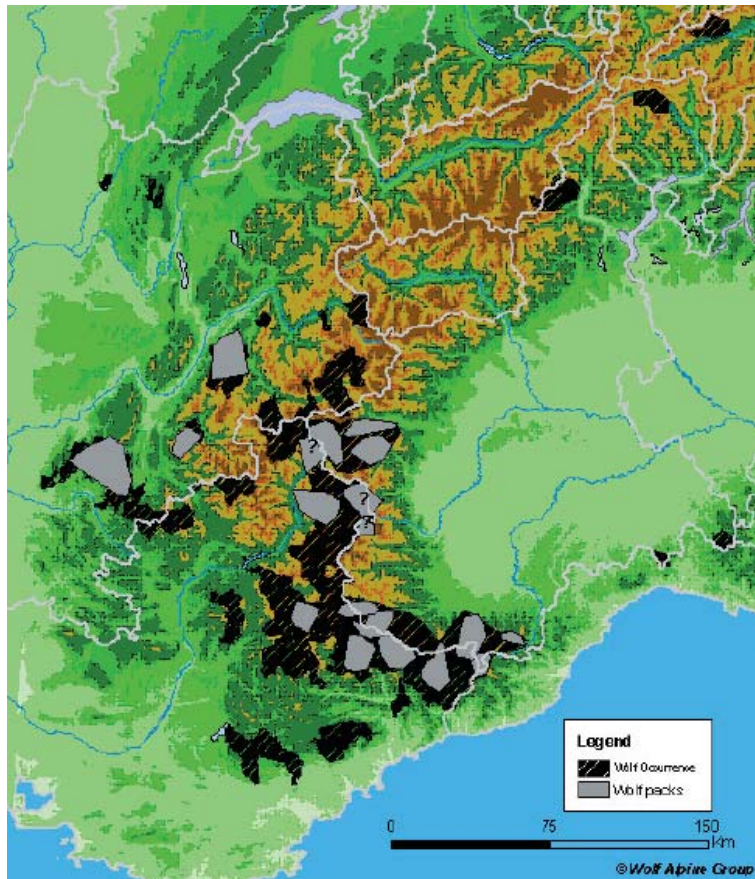 ?
?
?
Legend
Wolf Occurrence
Wolf packs
0 75 150
Km
©Wolf Alpine Group